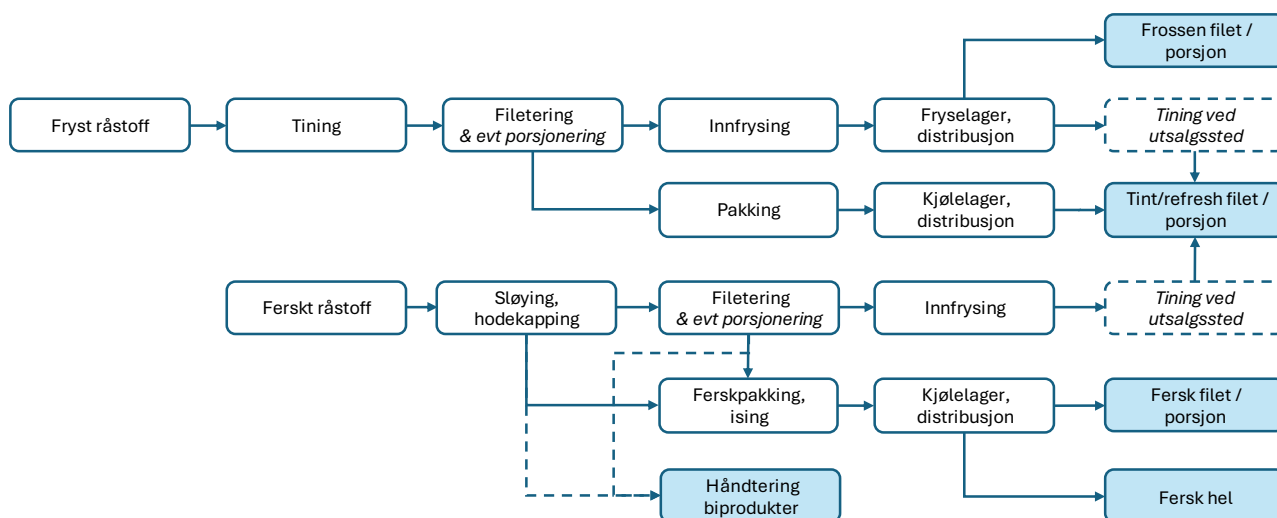 Frossen filet /
porsjon
Fryst råstoff
Tining
Filetering
& evt porsjonering
Innfrysing
Fryselager,
distribusjon
Tining ved
utsalgssted
Pakking
Kjølelager,
distribusjon
Tint/refresh filet /
porsjon
Ferskt råstoff
Sløying,
hodekapping
Filetering
& evt porsjonering
Innfrysing
Tining ved
utsalgssted
Ferskpakking,
ising
Kjølelager,
distribusjon
Fersk filet /
porsjon
Håndtering
biprodukter
Fersk hel